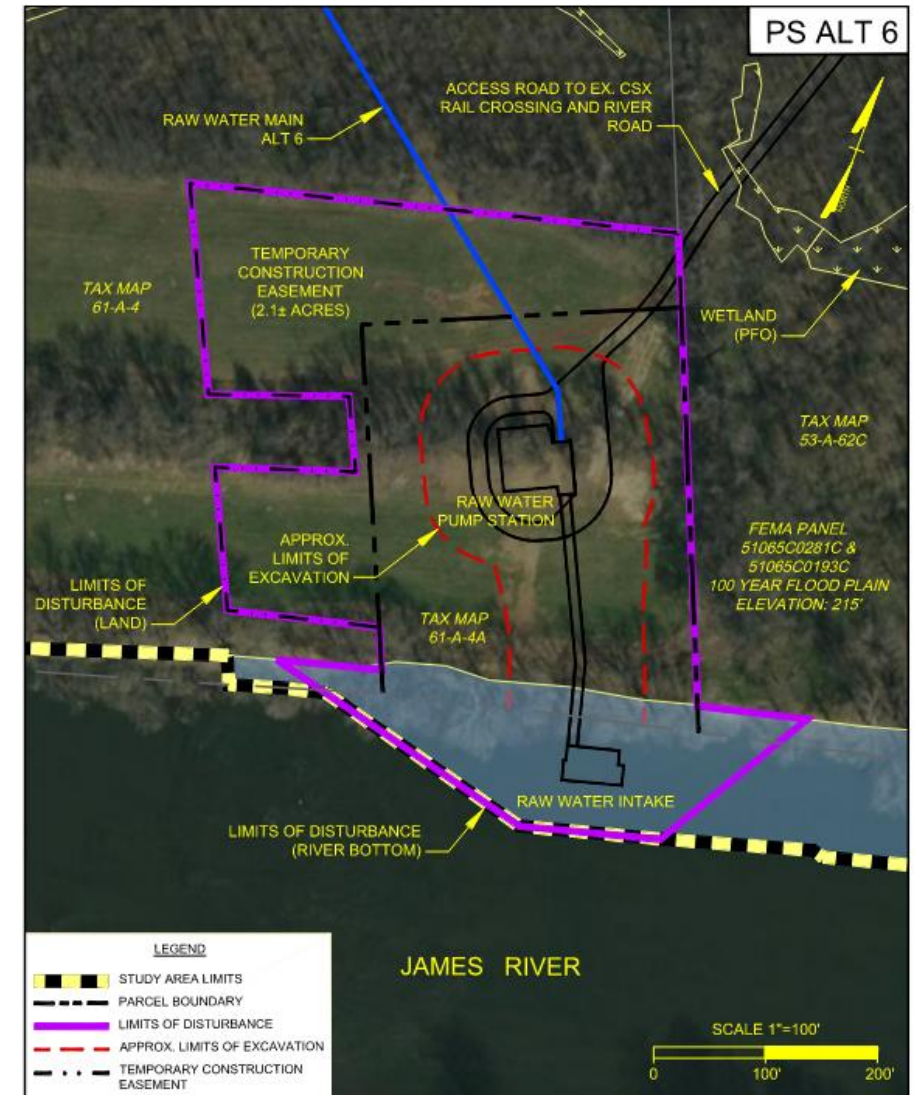 PS ALT 6
RAW WATER MAIN
ALT 6
ACCESS ROAD TO EX. CSX
RAIL CROSSING AND RIVER
ROAD
NORTH
TEMPORARY
CONSTRUCTION
EASEMENT
(2.1± ACRES)
TAX MAP
61-A-4
WETLAND
(PFO)
TAX MAP
53-A-62C
RAW WATER
PUMP STATION
APPROX.
LIMITS OF
EXCAVATION
FEMA PANEL
51065C0281C &
51065C0193C
100 YEAR FLOOD PLAIN
ELEVATION: 215'
LIMITS OF
DISTURBANCE
(LAND)
TAX MAP
61-A-4A
RAW WATER INTAKE
LIMITS OF DISTURBANCE
(RIVER BOTTOM)
JAMES RIVER
LEGEND
STUDY AREA LIMITS
PARCEL BOUNDARY
LIMITS OF DISTURBANCE
APPROX. LIMITS OF EXCAVATION
TEMPORARY CONSTRUCTION
EASEMENT
SCALE 1"=100'
0 100' 200'